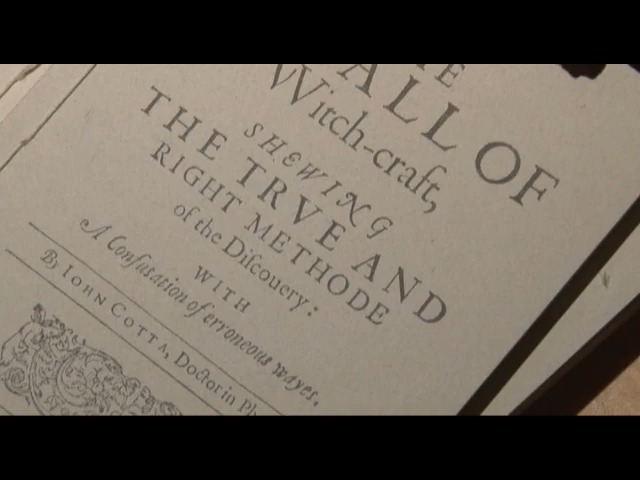 ALL OF
Witch-craft,
SHEWING
THE TRVE AND
RIGHT METHODE
of the Diſcouery:
WITH
A Confutation of erroneous wayes.
By IOHN COTTA, Doctor in